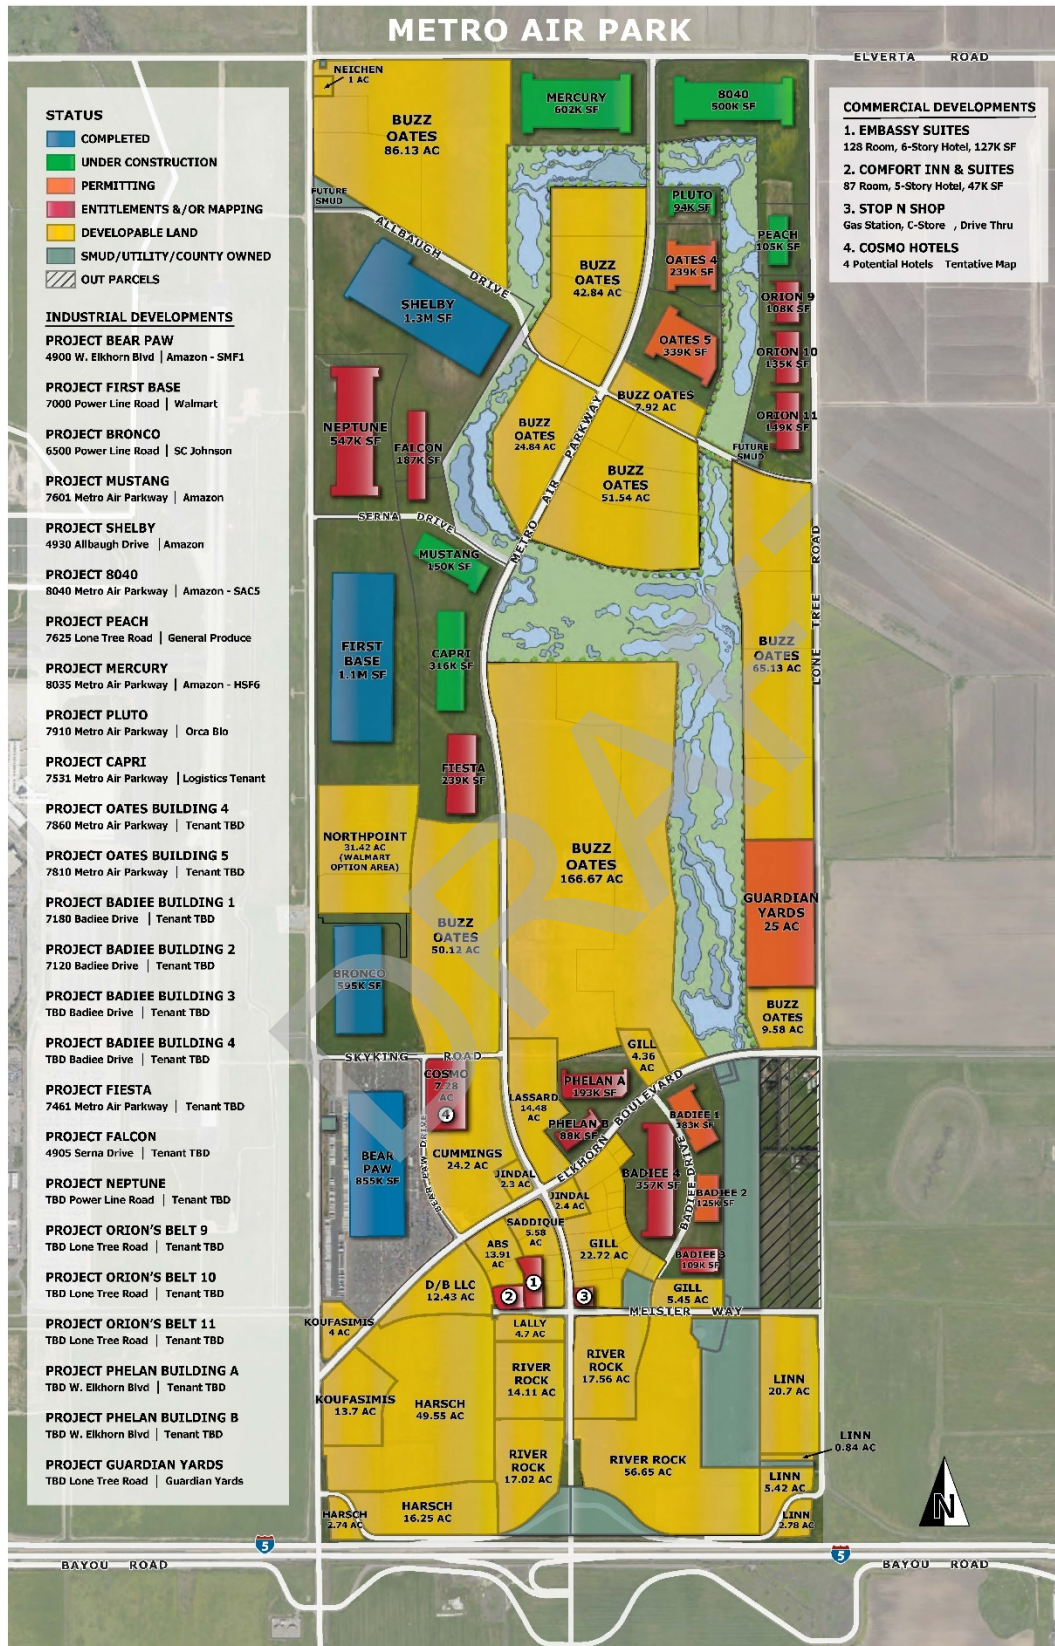 METRO AIR PARK
ELVERTA ROAD
STATUS
COMPLETED
UNDER CONSTRUCTION
PERMITTING
ENTITLEMENTS &/OR MAPPING
DEVELOPABLE LAND
SMUD/UTILITY/COUNTY OWNED
OUT PARCELS
INDUSTRIAL DEVELOPMENTS
PROJECT BEAR PAW
4900 W. Elkhorn Blvd | Amazon - SMF1
PROJECT FIRST BASE
7000 Power Line Road | Walmart
PROJECT BRONCO
6500 Power Line Road | SC Johnson
PROJECT MUSTANG
7601 Metro Air Parkway | Amazon
PROJECT SHELBY
4930 Allbaugh Drive | Amazon
PROJECT 8040
8040 Metro Air Parkway | Amazon - SAC5
PROJECT PEACH
7625 Lone Tree Road | General Produce
PROJECT MERCURY
8035 Metro Air Parkway | Amazon - HSF6
PROJECT PLUTO
7910 Metro Air Parkway | Orca Bio
PROJECT CAPRI
7531 Metro Air Parkway | Logistics Tenant
PROJECT OATES BUILDING 4
7860 Metro Air Parkway | Tenant TBD
PROJECT OATES BUILDING 5
7810 Metro Air Parkway | Tenant TBD
PROJECT BADIEE BUILDING 1
7180 Badiee Drive | Tenant TBD
PROJECT BADIEE BUILDING 2
7120 Badiee Drive | Tenant TBD
PROJECT BADIEE BUILDING 3
TBD Badiee Drive | Tenant TBD
PROJECT BADIEE BUILDING 4
TBD Badiee Drive | Tenant TBD
PROJECT FIESTA
7461 Metro Air Parkway | Tenant TBD
PROJECT FALCON
4905 Serna Drive | Tenant TBD
PROJECT NEPTUNE
TBD Power Line Road | Tenant TBD
PROJECT ORION'S BELT 9
TBD Lone Tree Road | Tenant TBD
PROJECT ORION'S BELT 10
TBD Lone Tree Road | Tenant TBD
PROJECT ORION'S BELT 11
TBD Lone Tree Road | Tenant TBD
PROJECT PHELAN BUILDING A
TBD W. Elkhorn Blvd | Tenant TBD
PROJECT PHELAN BUILDING B
TBD W. Elkhorn Blvd | Tenant TBD
PROJECT GUARDIAN YARDS
TBD Lone Tree Road | Guardian Yards
COMMERCIAL DEVELOPMENTS
1. EMBASSY SUITES
128 Room, 6-Story Hotel, 127K SF
2. COMFORT INN & SUITES
87 Room, 5-Story Hotel, 47K SF
3. STOP N SHOP
Gas Station, C-Store , Drive Thru
4. COSMO HOTELS
4 Potential Hotels Tentative Map
NEICHEN
1 AC
BUZZ
OATES
86.13 AC
MERCURY
602K SF
8040
500K SF
FUTURE
SMUD
ALLBAUGH DRIVE
PLUTO
94K SF
PEACH
105K SF
OATES 4
239K SF
BUZZ
OATES
42.84 AC
SHELBY
1.3M SF
ORION 9
108K SF
OATES 5
339K SF
ORION 10
135K SF
BUZZ OATES
7.92 AC
ORION 11
149K SF
NEPTUNE
547K SF
FALCON
187K SF
BUZZ
OATES
24.84 AC
METRO AIR PARKWAY
BUZZ
OATES
51.54 AC
FUTURE
SMUD
SERNA DRIVE
MUSTANG
150K SF
LONE TREE ROAD
FIRST
BASE
1.1M SF
CAPRI
316K SF
BUZZ
OATES
65.13 AC
FIESTA
239K SF
NORTHPOINT
31.42 AC
(WALMART
OPTION AREA)
BUZZ
OATES
166.67 AC
GUARDIAN
YARDS
25 AC
BUZZ
OATES
50.12 AC
BRONCO
595K SF
BUZZ
OATES
9.58 AC
DRAFT
SKYKING ROAD
GILL
4.36
AC
COSMO
7.28
AC
4
LASSARD
14.48
AC
PHELAN A
193K SF
PHELAN B
88K SF
ELKHORN BOULEVARD
BADIEE 1
183K SF
BEAR PAW DRIVE
BEAR
PAW
855K SF
CUMMINGS
24.2 AC
JINDAL
2.3 AC
BADIEE 4
357K SF
BADIEE DRIVE
BADIEE 2
125K SF
JINDAL
2.4 AC
SADDIQUE
5.58
AC
ABS
13.91
AC
GILL
22.72 AC
BADIEE 3
109K SF
D/B LLC
12.43 AC
1
2
3
GILL
5.45 AC
MEISTER WAY
KOUFASIMIS
4 AC
LALLY
4.7 AC
RIVER
ROCK
14.11 AC
RIVER
ROCK
17.56 AC
LINN
20.7 AC
KOUFASIMIS
13.7 AC
HARSCH
49.55 AC
LINN
0.84 AC
RIVER
ROCK
17.02 AC
RIVER ROCK
56.65 AC
LINN
5.42 AC
HARSCH
2.74 AC
HARSCH
16.25 AC
LINN
2.78 AC
N
5
5
BAYOU ROAD
BAYOU ROAD